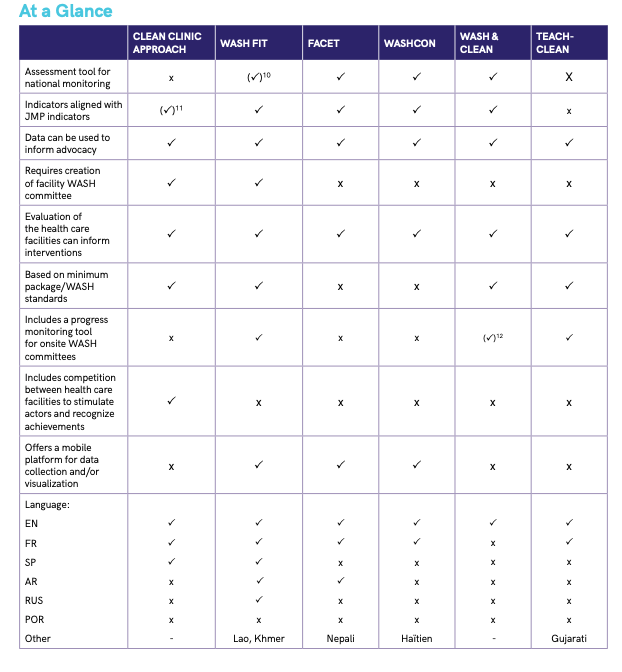 At a Glance
CLEAN CLINIC APPROACH | WASH FIT | FACET | WASHCON | WASH & CLEAN | TEACH-CLEAN
Assessment tool for national monitoring | x | (✓)10 | ✓ | ✓ | ✓ | X
Indicators aligned with JMP indicators | (✓)11 | ✓ | ✓ | ✓ | ✓ | x
Data can be used to inform advocacy | ✓ | ✓ | ✓ | ✓ | ✓ | ✓
Requires creation of facility WASH committee | ✓ | ✓ | x | x | x | x
Evaluation of the health care facilities can inform interventions | ✓ | ✓ | ✓ | ✓ | ✓ | ✓
Based on minimum package/WASH standards | ✓ | ✓ | x | x | ✓ | ✓
Includes a progress monitoring tool for onsite WASH committees | x | ✓ | x | x | (✓)12 | ✓
Includes competition between health care facilities to stimulate actors and recognize achievements | ✓ | x | x | x | x | x
Offers a mobile platform for data collection and/or visualization | x | ✓ | ✓ | ✓ | x | x
Language:
EN | ✓ | ✓ | ✓ | ✓ | ✓ | ✓
FR | ✓ | ✓ | ✓ | ✓ | x | ✓
SP | ✓ | ✓ | x | x | x | x
AR | x | ✓ | ✓ | x | x | x
RUS | x | ✓ | x | x | x | x
POR | x | x | x | x | x | x
Other | - | Lao, Khmer | Nepali | Haïtien | - | Gujarati